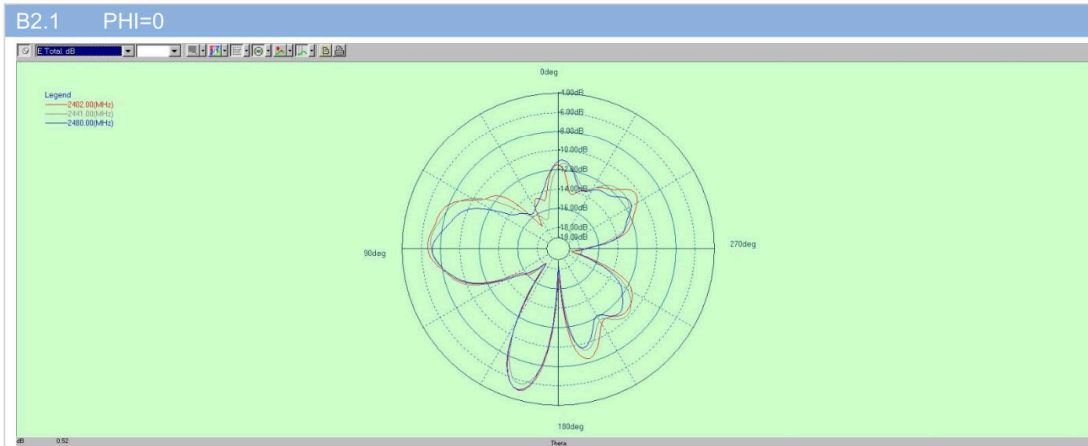 B2.1 PHI=0
E Total, dB
0deg
Legend
2402.00(MHz)
2441.00(MHz)
2480.00(MHz)
-4.00dB
-6.00dB
-8.00dB
-10.00dB
-12.00dB
-14.00dB
-16.00dB
-18.00dB
-19.00dB
90deg
270deg
180deg
dB 0.52 Theta